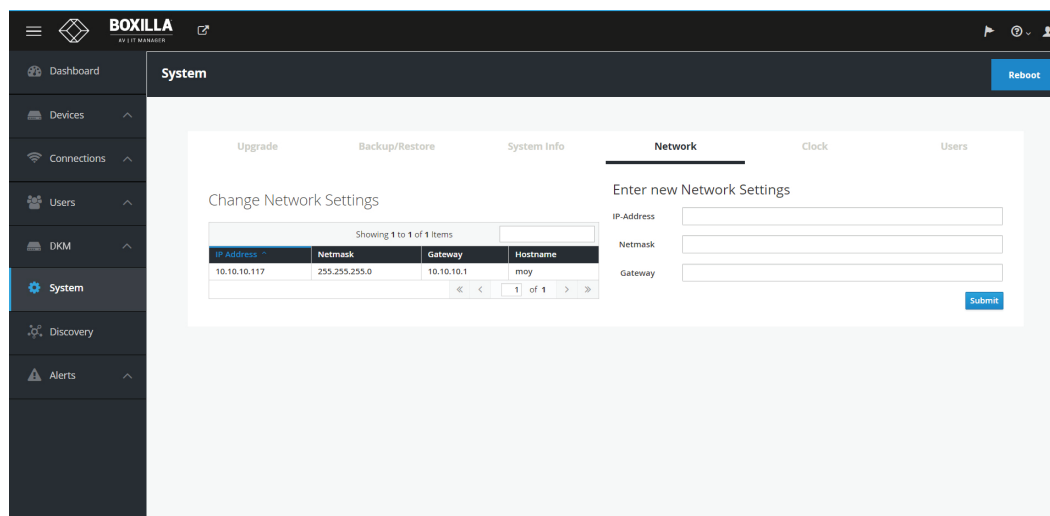 BOXILLA
AV | IT MANAGER
Dashboard
Devices
Connections
Users
DKM
System
Discovery
Alerts
System
Reboot
Upgrade
Backup/Restore
System Info
Network
Clock
Users
Change Network Settings
Showing 1 to 1 of 1 Items
IP Address Netmask Gateway Hostname
10.10.10.117 255.255.255.0 10.10.10.1 moy
1 of 1
Enter new Network Settings
IP-Address
Netmask
Gateway
Submit